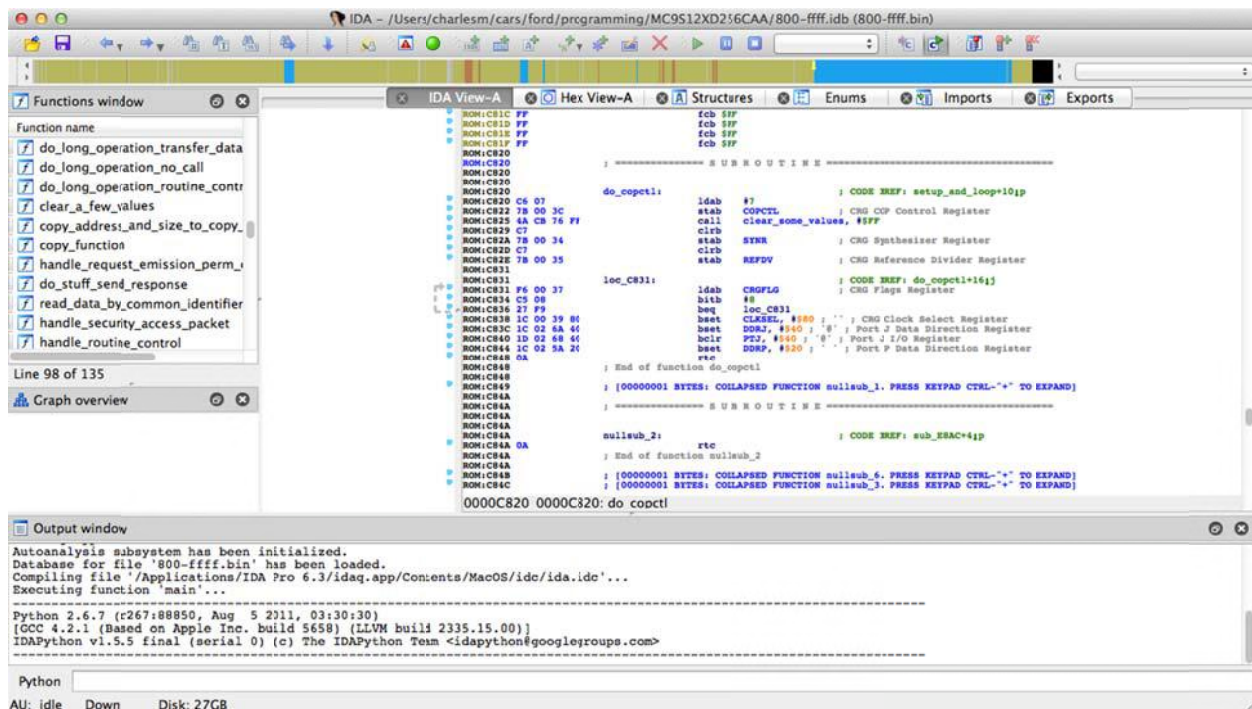 IDA - /Users/charlesm/cars/ford/programming/MC9S12XD256CAA/800-ffff.idb (800-ffff.bin)
Functions window
IDA View-A
Hex View-A
Structures
Enums
Imports
Exports
Function name
do_long_operation_transfer_data
do_long_operation_no_call
do_long_operation_routine_contr
clear_a_few_values
copy_address_and_size_to_copy_
copy_function
handle_request_emission_perm_
do_stuff_send_response
read_data_by_common_identifier
handle_security_access_packet
handle_routine_control
Line 98 of 135
Graph overview
ROM:C81C FF fcb $FF
ROM:C81D FF fcb $FF
ROM:C81E FF fcb $FF
ROM:C81F FF fcb $FF
ROM:C820
ROM:C820 ; =============== S U B R O U T I N E =======================================
ROM:C820
ROM:C820
ROM:C820 do_copctl: ; CODE XREF: setup_and_loop+10↓p
ROM:C820 C6 07 ldab #7
ROM:C822 7B 00 3C stab COPCTL ; CRG COP Control Register
ROM:C825 4A CB 76 call clear_some_values, #$FF
ROM:C829 C7 clrb
ROM:C82A 7B 00 34 stab SYNR ; CRG Synthesizer Register
ROM:C82D C7 clrb
ROM:C82E 7B 00 35 stab REFDV ; CRG Reference Divider Register
ROM:C831
ROM:C831 loc_C831: ; CODE XREF: do_copctl+16↓j
ROM:C831 F6 00 37 ldab CRGFLG ; CRG Flags Register
ROM:C834 C5 08 bitb #8
ROM:C836 27 F9 beq loc_C831
ROM:C838 1C 00 39 80 bset CLKSEL, #$80 ; CRG Clock Select Register
ROM:C83C 1C 02 6A 40 bset DDRJ, #$40 ; '@' ; Port J Data Direction Register
ROM:C840 1D 02 68 40 bclr PTJ, #$40 ; '@' ; Port J I/O Register
ROM:C844 1C 02 5A 20 bset DDRP, #$20 ; ' ' ; Port P Data Direction Register
ROM:C848 0A rtc
ROM:C848 ; End of function do_copctl
ROM:C848
ROM:C849 ; [00000001 BYTES: COLLAPSED FUNCTION nullsub_1. PRESS KEYPAD CTRL-"+" TO EXPAND]
ROM:C84A
ROM:C84A ; =============== S U B R O U T I N E =======================================
ROM:C84A
ROM:C84A
ROM:C84A nullsub_2: ; CODE XREF: sub_E8AC+4↓p
ROM:C84A 0A rtc
ROM:C84A ; End of function nullsub_2
ROM:C84A
ROM:C84B ; [00000001 BYTES: COLLAPSED FUNCTION nullsub_6. PRESS KEYPAD CTRL-"+" TO EXPAND]
ROM:C84C ; [00000001 BYTES: COLLAPSED FUNCTION nullsub_3. PRESS KEYPAD CTRL-"+" TO EXPAND]
0000C820 0000C820: do_copctl
Output window
Autoanalysis subsystem has been initialized.
Database for file '800-ffff.bin' has been loaded.
Compiling file '/Applications/IDA Pro 6.3/idaq.app/Contents/MacOS/idc/ida.idc'...
Executing function 'main'...
Python 2.6.7 (r267:88850, Aug 5 2011, 03:30:30)
[GCC 4.2.1 (Based on Apple Inc. build 5658) (LLVM build 2335.15.00)]
IDAPython v1.5.5 final (serial 0) (c) The IDAPython Team <idapython@googlegroups.com>
Python
AU: idle Down Disk: 27GB